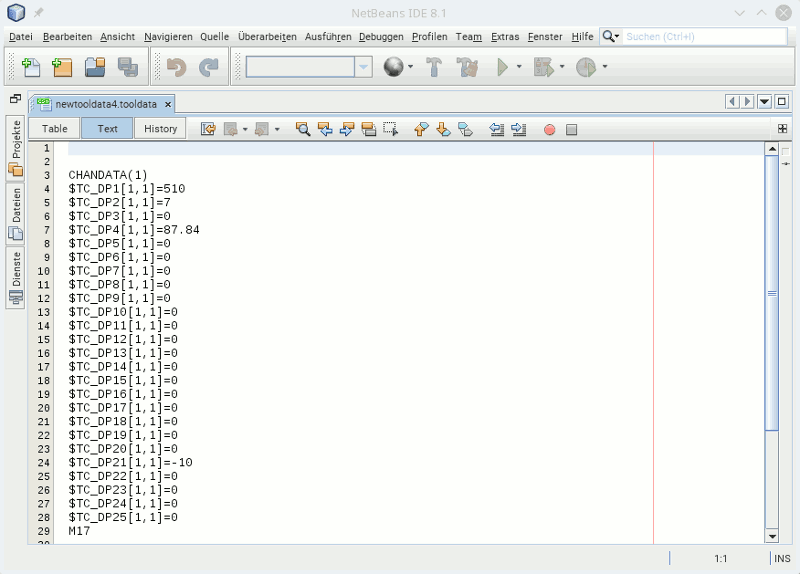 NetBeans IDE 8.1
Datei Bearbeiten Ansicht Navigieren Quelle Überarbeiten Ausführen Debuggen Profilen Team Extras Fenster Hilfe Suchen (Ctrl+I)
newtooldata4.tooldata ×
Table Text History
Projekte
Dateien
Dienste
1
2
3 CHANDATA(1)
4 $TC_DP1[1,1]=510
5 $TC_DP2[1,1]=7
6 $TC_DP3[1,1]=0
7 $TC_DP4[1,1]=87.84
8 $TC_DP5[1,1]=0
9 $TC_DP6[1,1]=0
10 $TC_DP7[1,1]=0
11 $TC_DP8[1,1]=0
12 $TC_DP9[1,1]=0
13 $TC_DP10[1,1]=0
14 $TC_DP11[1,1]=0
15 $TC_DP12[1,1]=0
16 $TC_DP13[1,1]=0
17 $TC_DP14[1,1]=0
18 $TC_DP15[1,1]=0
19 $TC_DP16[1,1]=0
20 $TC_DP17[1,1]=0
21 $TC_DP18[1,1]=0
22 $TC_DP19[1,1]=0
23 $TC_DP20[1,1]=0
24 $TC_DP21[1,1]=-10
25 $TC_DP22[1,1]=0
26 $TC_DP23[1,1]=0
27 $TC_DP24[1,1]=0
28 $TC_DP25[1,1]=0
29 M17
1:1 INS